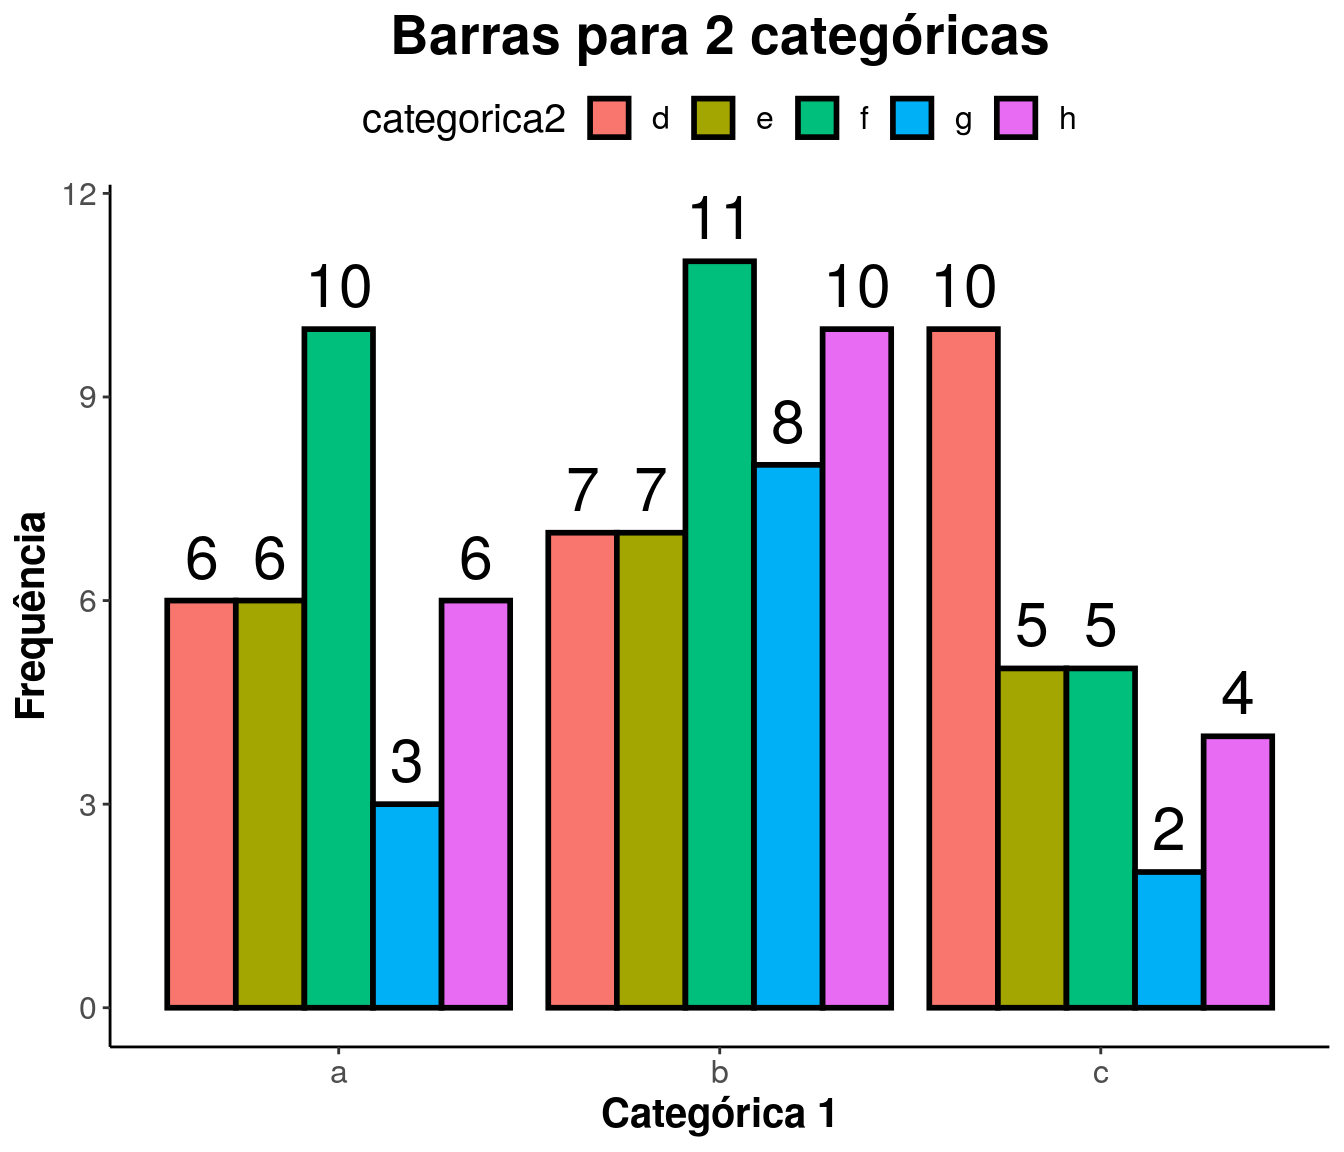 Barras para 2 categóricas
categorica2 d e f g h
12
9
6
3
0
Frequência
6 6 10 3 6
7 7 11 8 10
10 5 5 2 4
a b c
Categórica 1